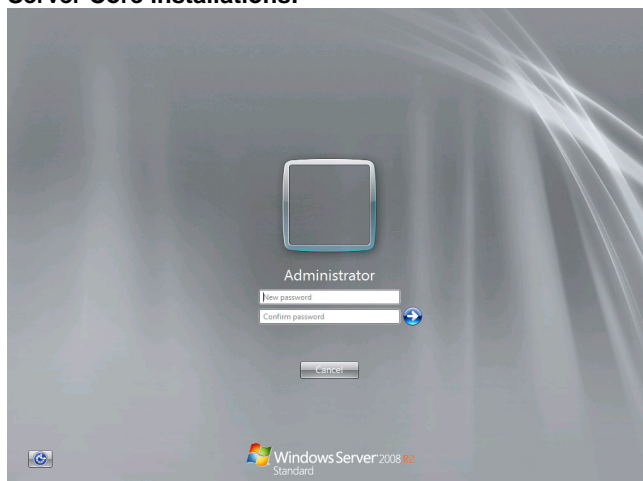 Server Core installations.
Administrator
New password
Confirm password
Cancel
Windows Server 2008 R2
Standard